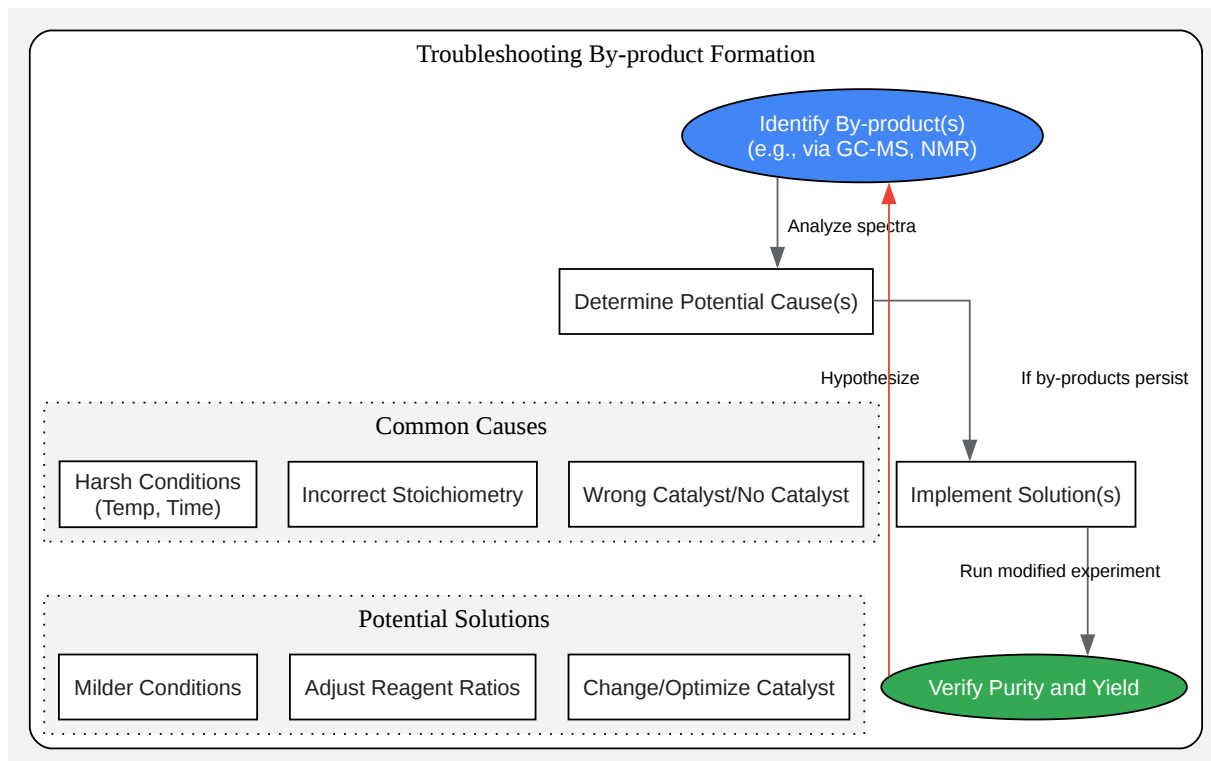 Troubleshooting By-product Formation
Identify By-product(s)
(e.g., via GC-MS, NMR)
Analyze spectra
Determine Potential Cause(s)
Hypothesize
If by-products persist
Common Causes
Harsh Conditions
(Temp, Time)
Incorrect Stoichiometry
Wrong Catalyst/No Catalyst
Implement Solution(s)
Run modified experiment
Potential Solutions
Milder Conditions
Adjust Reagent Ratios
Change/Optimize Catalyst
Verify Purity and Yield